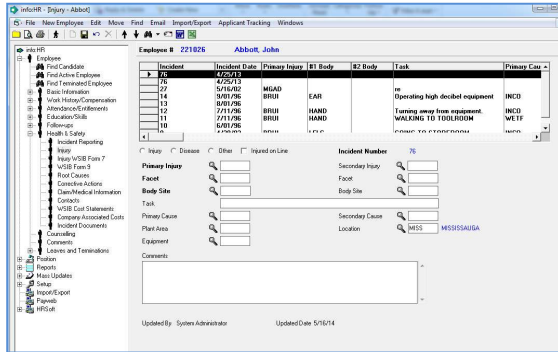 info:HR - [Injury - Abbot]
File New Employee Edit Move Find Email Import/Export Applicant Tracking Windows
info:HR
Employee
Find Candidate
Find Active Employee
Find Terminated Employee
Basic Information
Work History/Compensation
Attendance/Entitlements
Education/Skills
Follow-ups
Health & Safety
Incident Reporting
Injury
Injury WSIB Form 7
WSIB Form 9
Root Causes
Corrective Actions
Claim/Medical Information
Contacts
WSIB Cost Statements
Company Associated Costs
Incident Documents
Counselling
Comments
Leaves and Terminations
Position
Reports
Mass Updates
Setup
Import/Export
Payweb
HRSoft
Employee # 221026 Abbott, John
Incident Incident Date Primary Injury #1 Body #2 Body Task Primary Cau
76 4/25/13
76 4/25/13
27 5/16/02 MGAD re
14 9/01/96 BRUI EAR Operating high decibel equipment INCO
13 8/01/96
12 7/11/96 BRUI HAND Turning away from equipment. INCO
11 7/11/96 BRUI HAND WALKING TO TOOLROOM WETF
10 6/01/96
Injury Disease Other Injured on Line Incident Number 76
Primary Injury Secondary Injury
Facet Facet
Body Site Body Site
Task
Primary Cause Secondary Cause
Plant Area Location MISS MISSISSAUGA
Equipment
Comments
Updated By System Administrator Updated Date 5/16/14